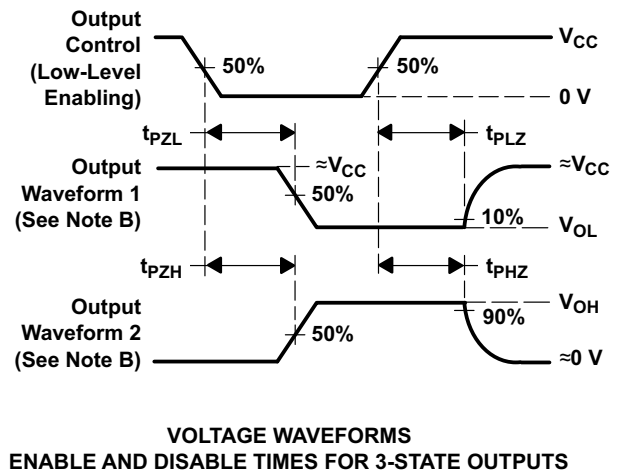 Output
Control
(Low-Level
Enabling)
50%
50%
VCC
0 V
tPZL
tPLZ
Output
Waveform 1
(See Note B)
≈VCC
50%
≈VCC
10%
VOL
tPZH
tPHZ
Output
Waveform 2
(See Note B)
50%
VOH
90%
≈0 V
VOLTAGE WAVEFORMS
ENABLE AND DISABLE TIMES FOR 3-STATE OUTPUTS